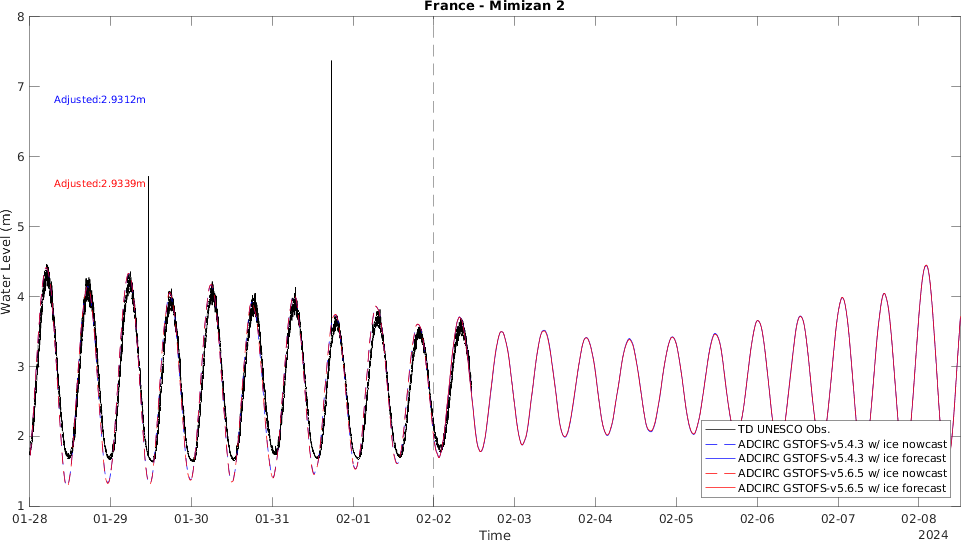 France - Mimizan 2
Water Level (m)
8
7
6
5
4
3
2
1
Adjusted:2.9312m
Adjusted:2.9339m
TD UNESCO Obs.
ADCIRC GSTOFS-v5.4.3 w/ ice nowcast
ADCIRC GSTOFS-v5.4.3 w/ ice forecast
ADCIRC GSTOFS-v5.6.5 w/ ice nowcast
ADCIRC GSTOFS-v5.6.5 w/ ice forecast
01-28 01-29 01-30 01-31 02-01 02-02 02-03 02-04 02-05 02-06 02-07 02-08
Time
2024